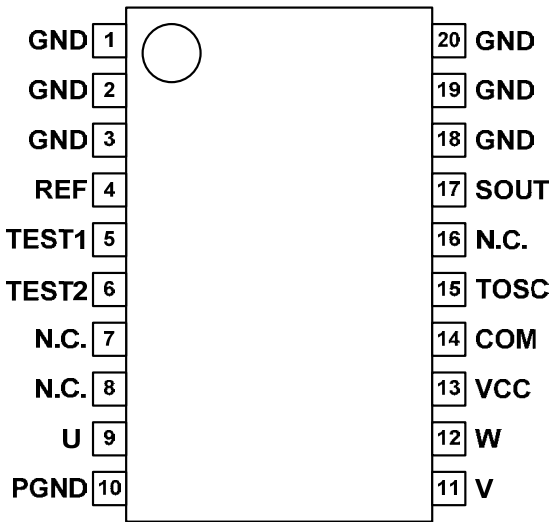 GND 1 20 GND
GND 2 19 GND
GND 3 18 GND
REF 4 17 SOUT
TEST1 5 16 N.C.
TEST2 6 15 TOSC
N.C. 7 14 COM
N.C. 8 13 VCC
U 9 12 W
PGND 10 11 V